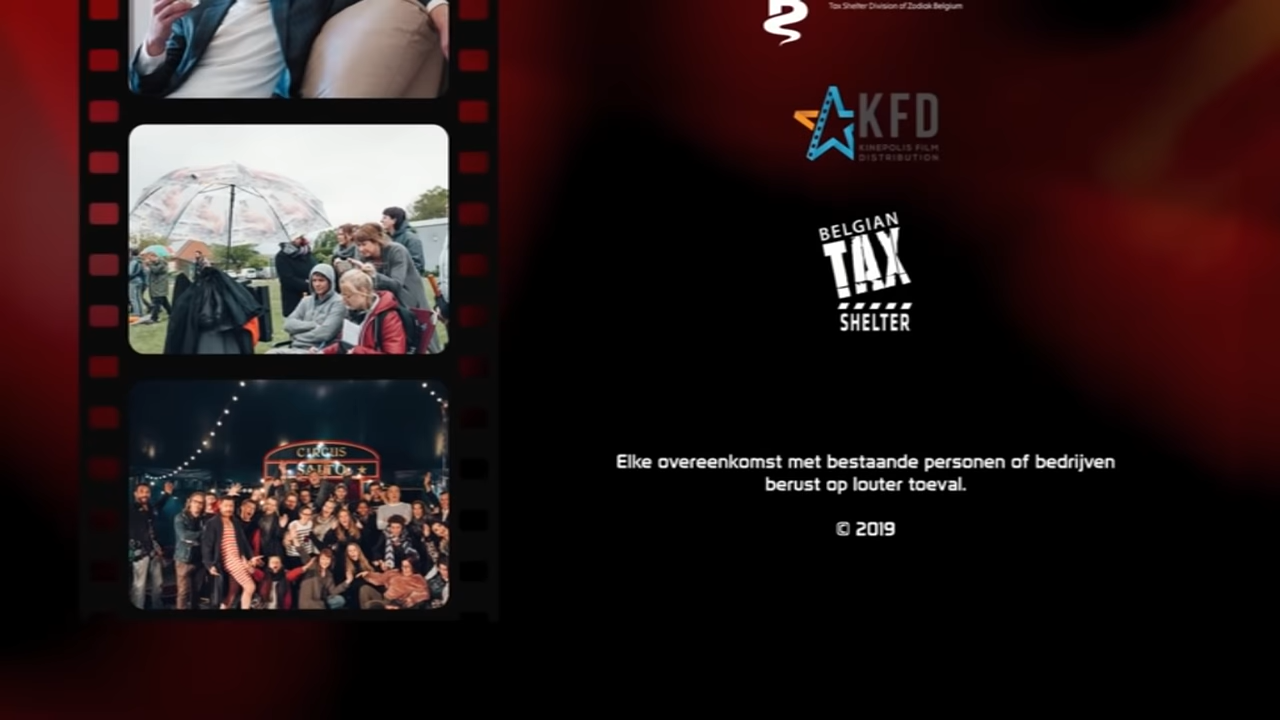 Tax Shelter Division of Zodiak Belgium
KFD
KINEPOLIS FILM
DISTRIBUTION
BELGIAN
TAX
SHELTER
CIRCUS
Elke overeenkomst met bestaande personen of bedrijven
berust op louter toeval.
© 2019